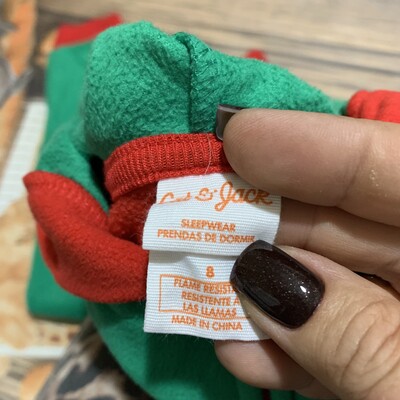 Cat & Jack
SLEEPWEAR
PRENDAS DE DORMIR
8
FLAME RESIST
RESISTENTE A
LAS LLAMAS
MADE IN CHINA